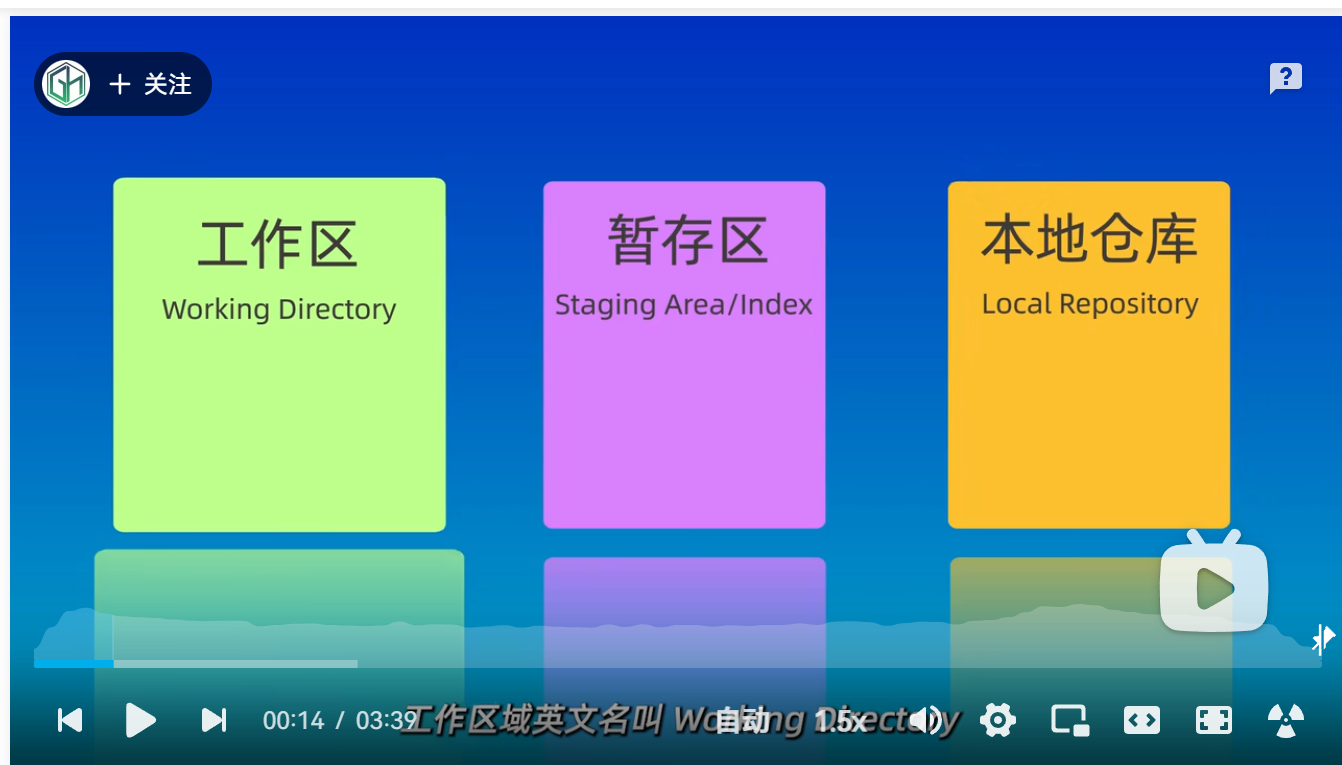 关注
?
工作区
Working Directory
暂存区
Staging Area/Index
本地仓库
Local Repository
00:14 / 03:39
工作区域英文名叫 Working Directory
自动
1.5x